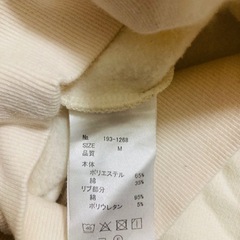 № 193-1268
SIZE M
品質
本体
ポリエステル 65%
綿 35%
リブ部分
綿 95%
ポリウレタン 5%